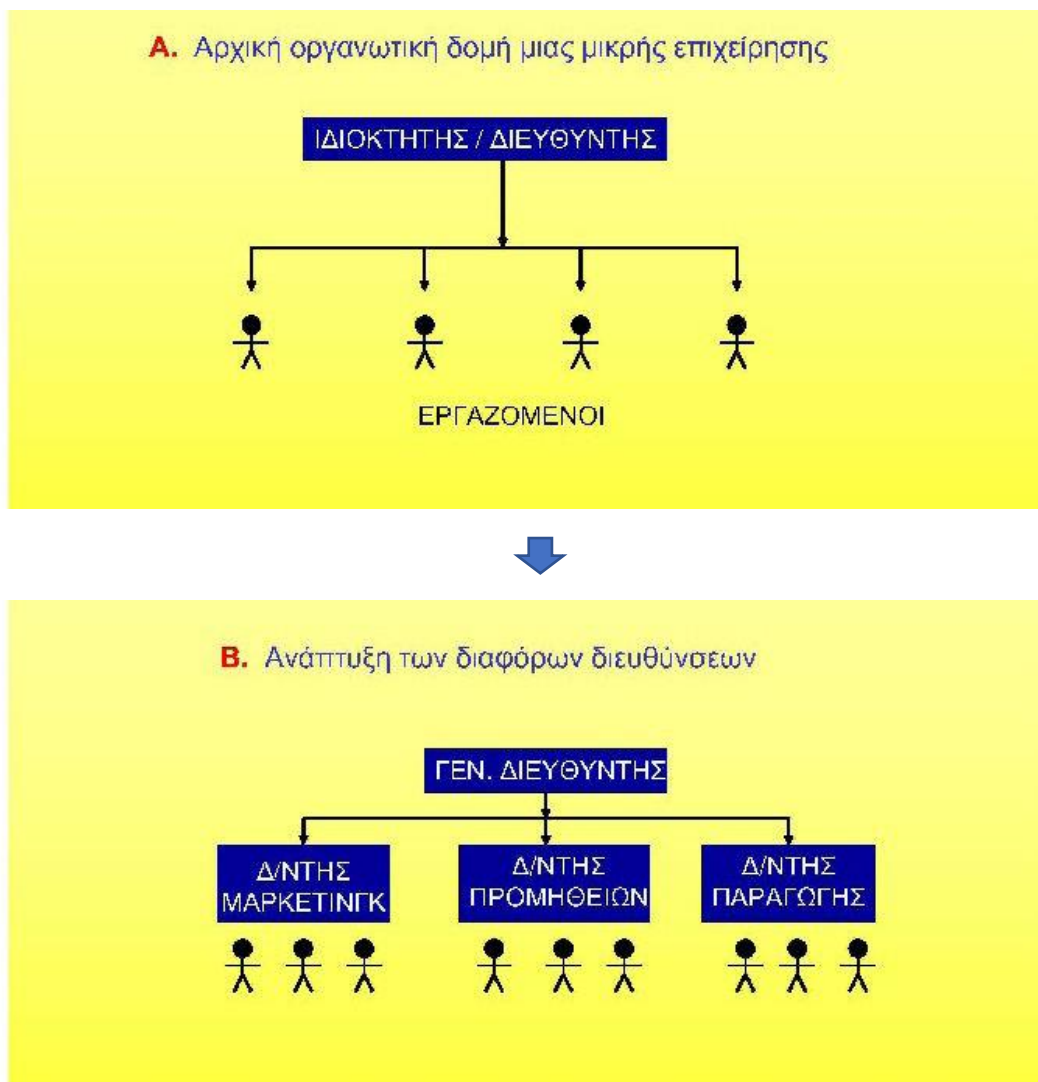 Α. Αρχική οργανωτική δομή μιας μικρής επιχείρησης
ΙΔΙΟΚΤΗΤΗΣ / ΔΙΕΥΘΥΝΤΗΣ
ΕΡΓΑΖΟΜΕΝΟΙ
Β. Ανάπτυξη των διαφόρων διευθύνσεων
ΓΕΝ. ΔΙΕΥΘΥΝΤΗΣ
Δ/ΝΤΗΣ
ΜΑΡΚΕΤΙΝΓΚ
Δ/ΝΤΗΣ
ΠΡΟΜΗΘΕΙΩΝ
Δ/ΝΤΗΣ
ΠΑΡΑΓΩΓΗΣ